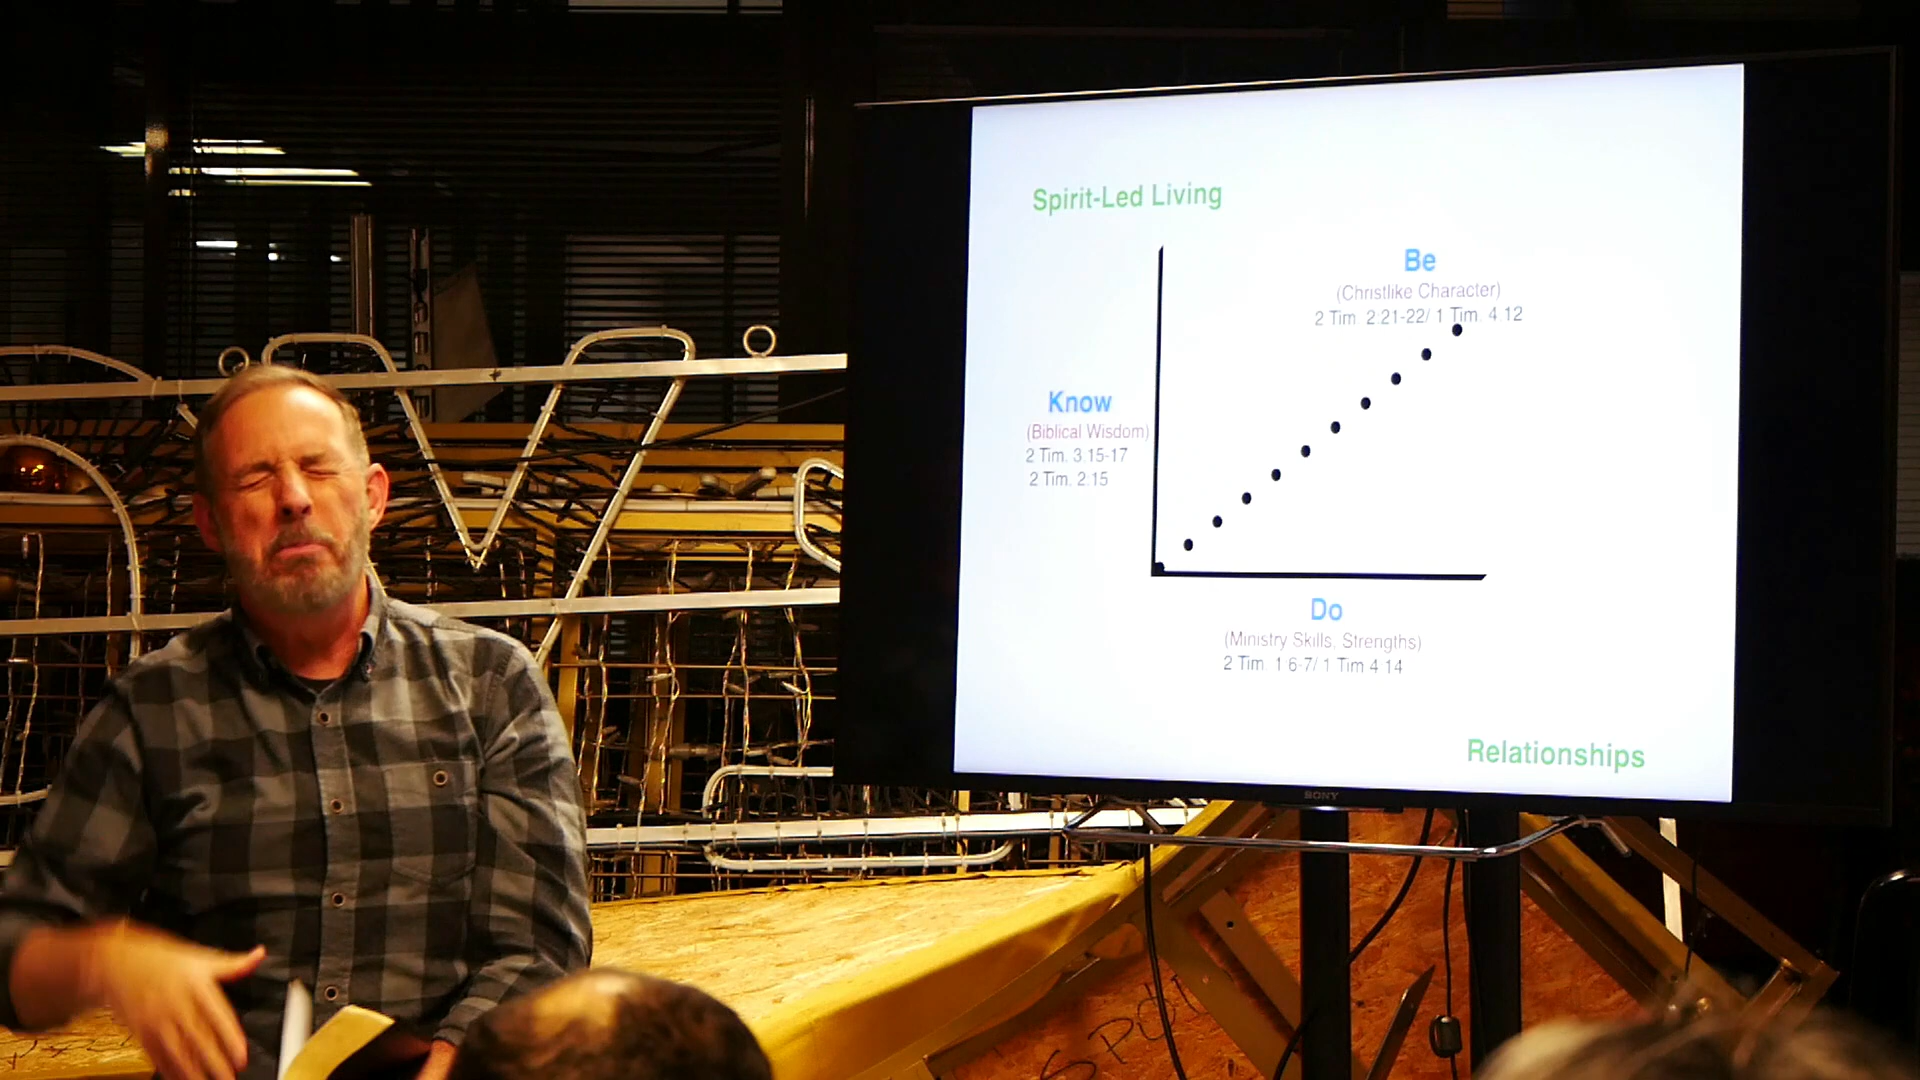 Spirit-Led Living
Be
(Christlike Character)
2 Tim 2.21-22/ 1 Tim. 4.12
Know
(Biblical Wisdom)
2 Tim. 3.15-17
2 Tim. 2.15
Do
(Ministry Skills, Strengths)
2 Tim. 1 6-7/ 1 Tim 4 14
Relationships
SONY